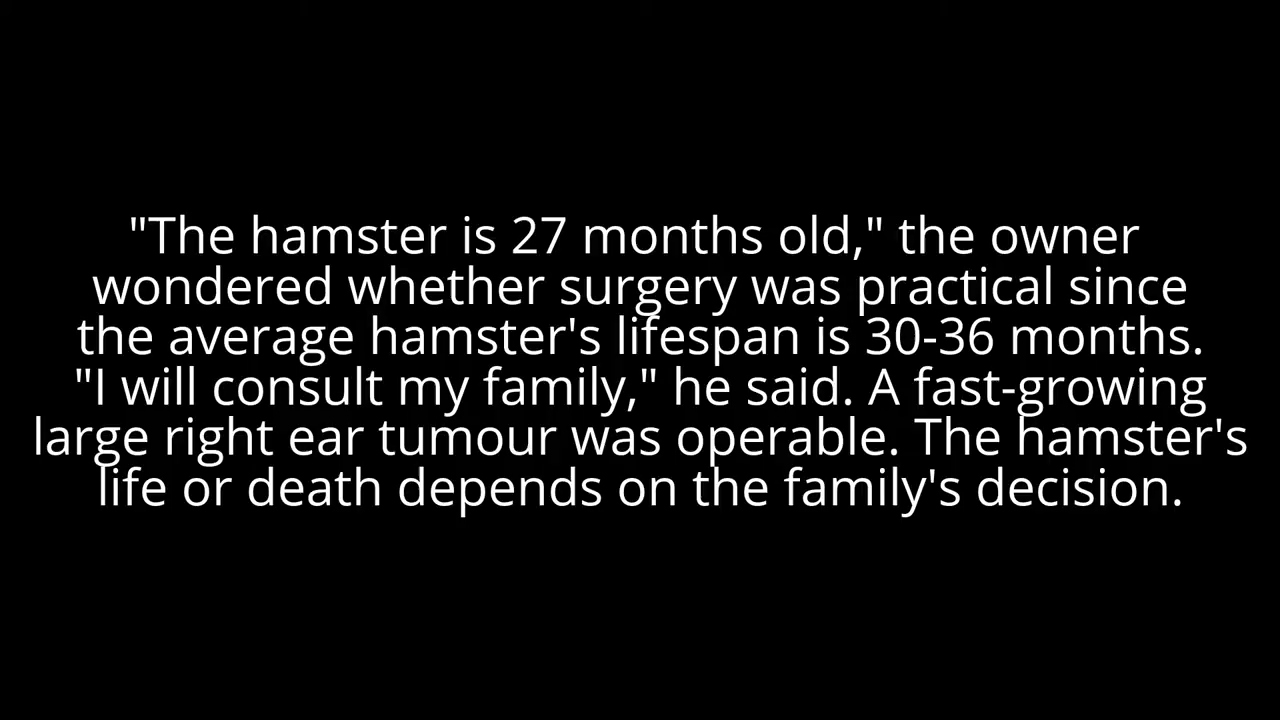 "The hamster is 27 months old," the owner
wondered whether surgery was practical since
the average hamster's lifespan is 30-36 months.
"I will consult my family," he said. A fast-growing
large right ear tumour was operable. The hamster's
life or death depends on the family's decision.